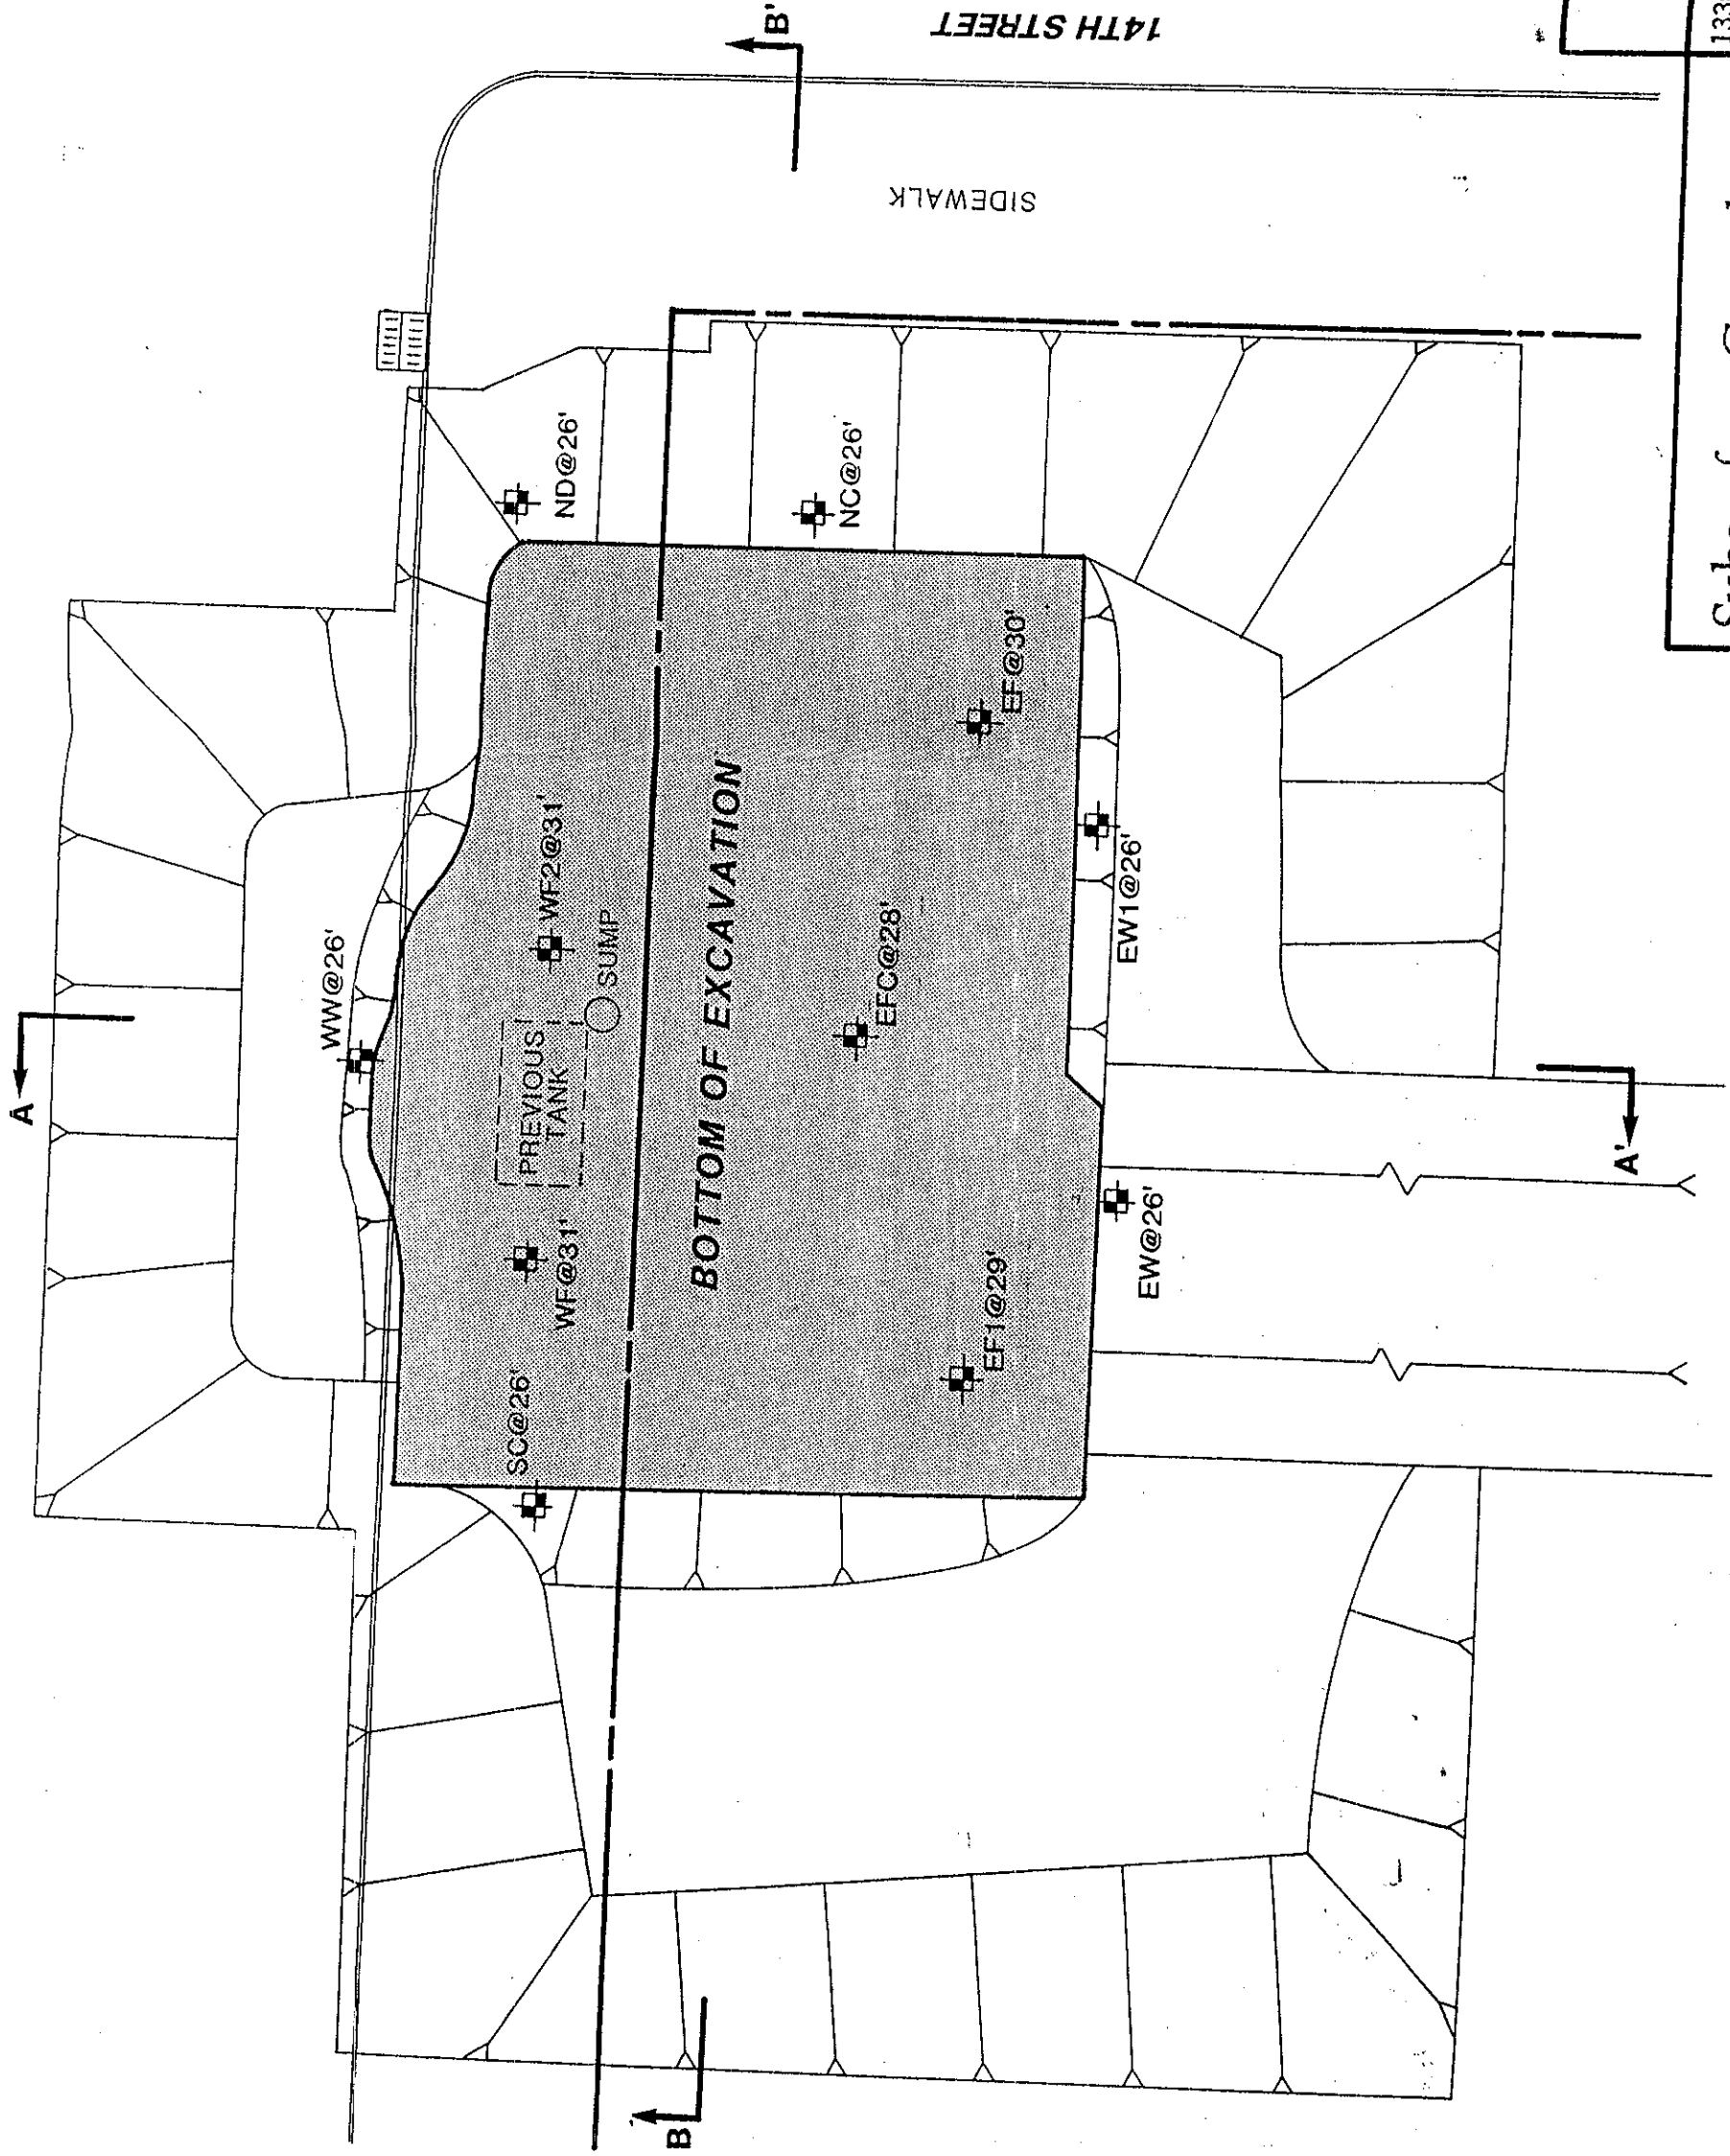 A
B'
14TH STREET
SIDEWALK
ND@26'
NC@26'
WW@26'
WF2@31'
SUMP
PREVIOUS
TANK
WF@31'
SC@26'
BOTTOM OF EXCAVATION
EF@30'
EFC@28'
EF1@29'
EW1@26'
EW@26'
A'
B
133